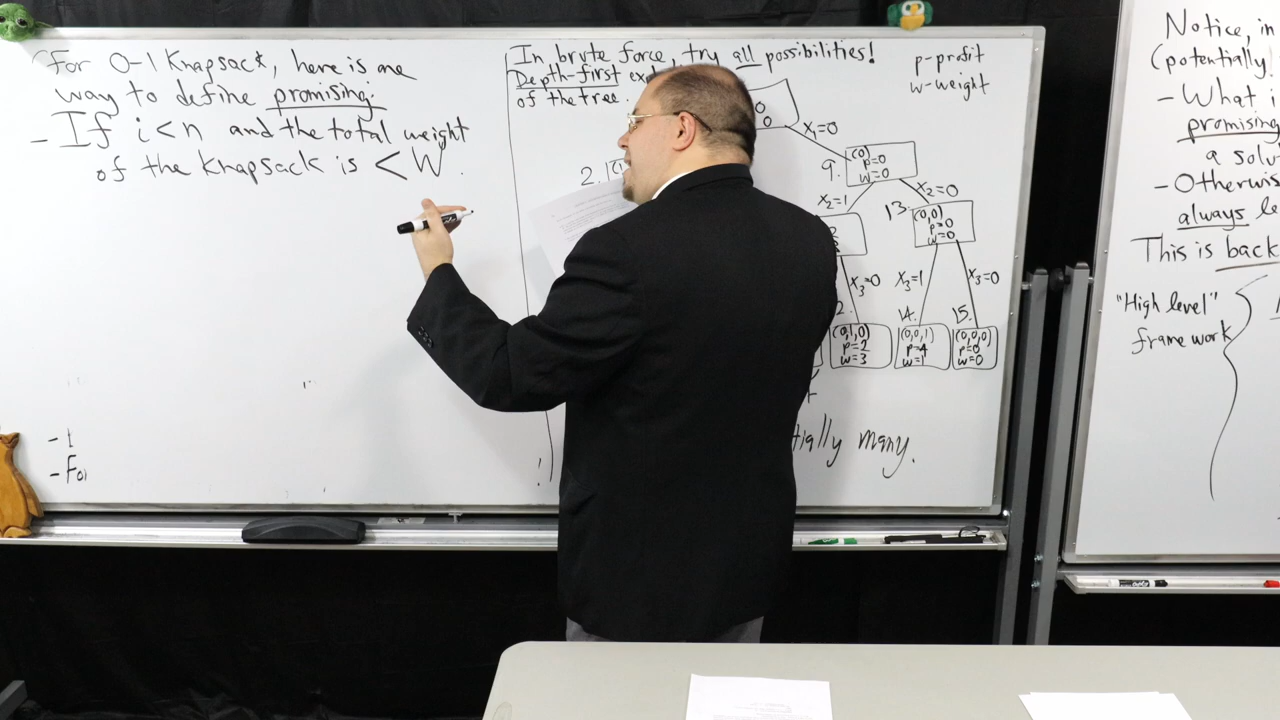 (For 0-1 Knapsack, here is one
way to define promising:
- If i<n and the total weight
of the knapsack is < W.
- I
- For
In brute force, try all possibilities!
Depth-first
of the tree.
p-profit
w-weight
0
0
x₁=0
2.
9.
(0)
p=0
w=0
x₂=1
x₂=0
13.
(0,0)
p=0
w=0
x₃=0
x₃=1
x₃=0
14.
15.
(0,1,0)
p=2
w=3
(0,0,1)
p=4
w=1
(0,0,0)
p=0
w=0
many.
!
Notice, in
(potentially!
- What i
promising
a solu
- Otherwis
always
This is back
"High level"
framework